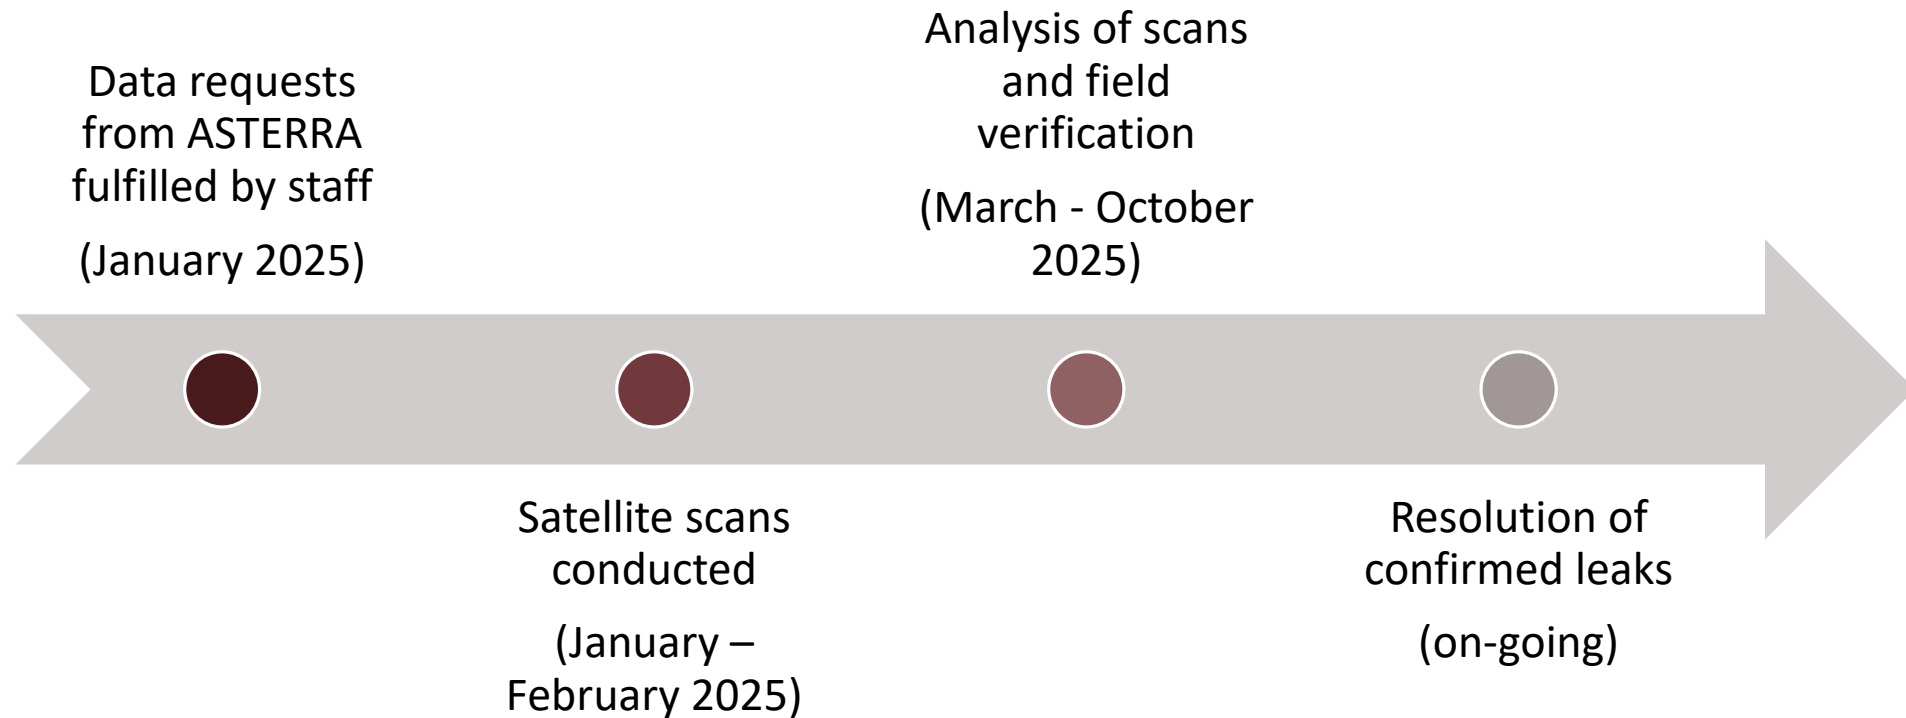 Data requests
from ASTERRA
fulfilled by staff
(January 2025)
Satellite scans
conducted
(January –
February 2025)
Analysis of scans
and field
verification
(March - October
2025)
Resolution of
confirmed leaks
(on-going)